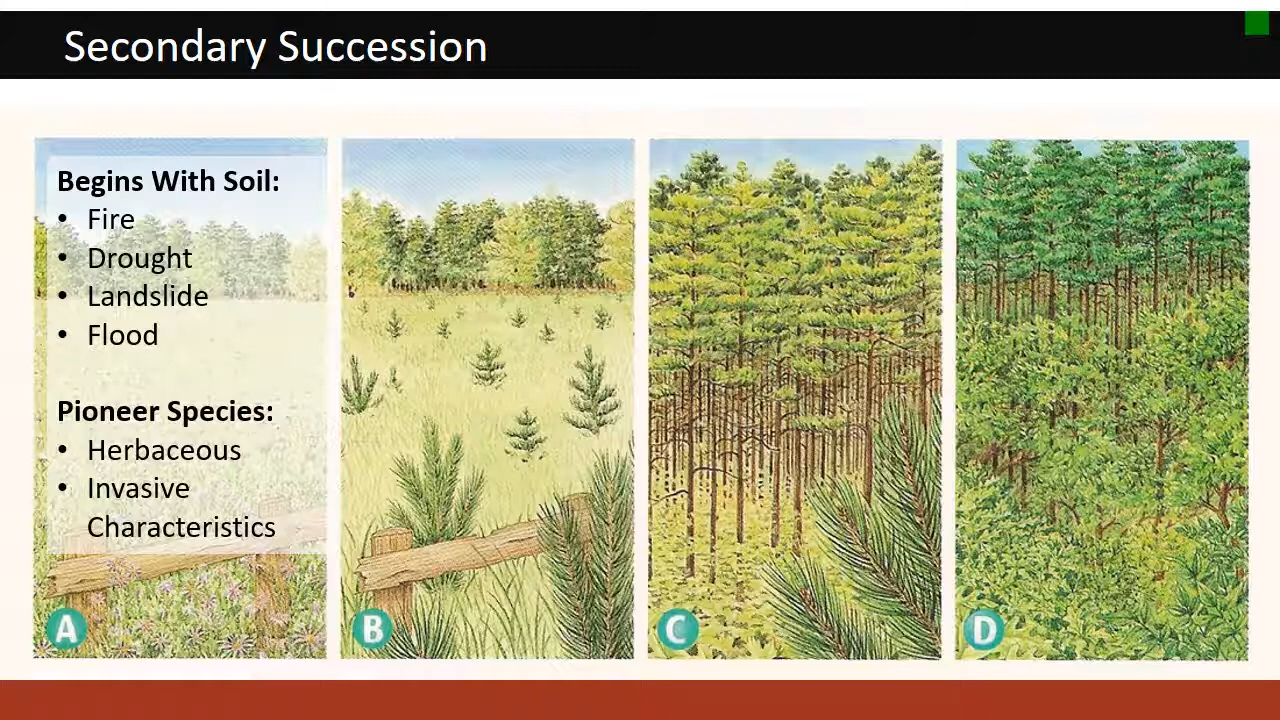 Secondary Succession
Begins With Soil:
• Fire
• Drought
• Landslide
• Flood
Pioneer Species:
• Herbaceous
• Invasive
Characteristics
A
B
C
D